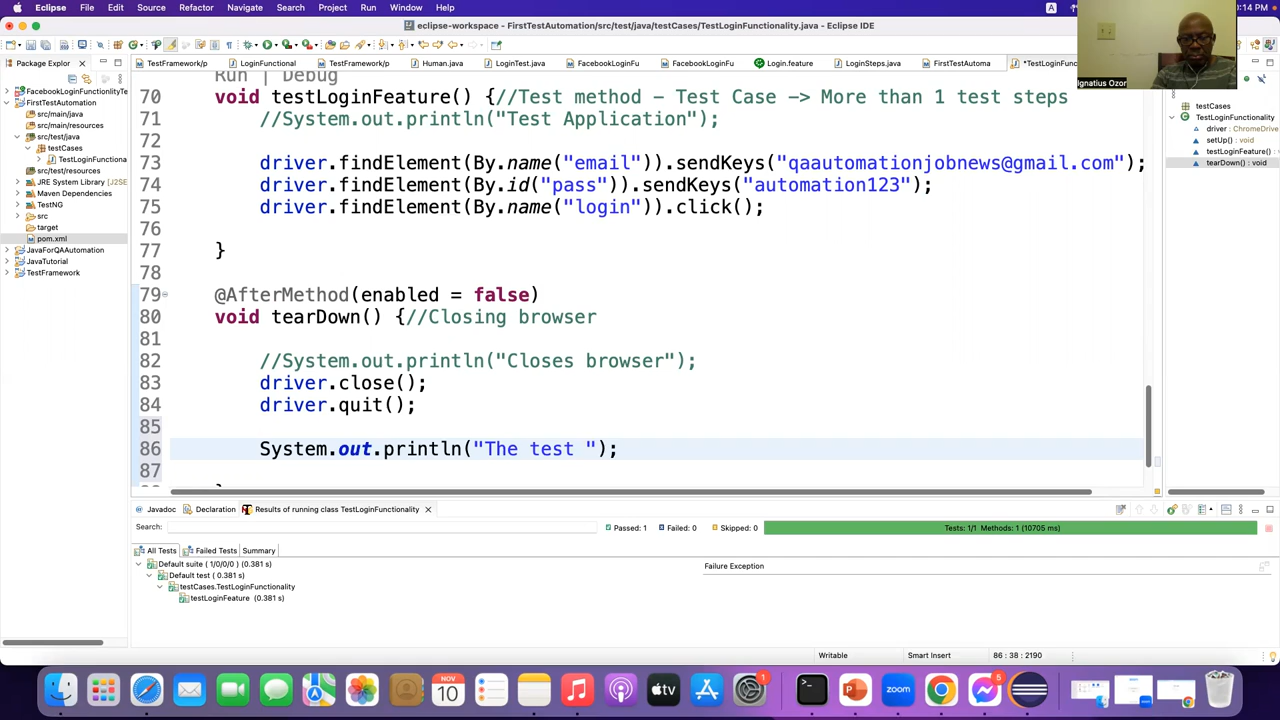 Eclipse File Edit Source Refactor Navigate Search Project Run Window Help
eclipse-workspace - FirstTestAutomation/src/test/java/testCases/TestLoginFunctionality.java - Eclipse IDE
Ignatius Ozor
Package Explorer
TestFramework/p
LoginFunctional
TestFramework/p
Human.java
LoginTest.java
FacebookLoginFu
FacebookLoginFu
Login.feature
LoginSteps.java
FirstTestAutoma
*TestLoginFunc
FacebookLoginFunctionlityTe
FirstTestAutomation
src/main/java
src/main/resources
src/test/java
testCases
TestLoginFunctiona
src/test/resources
JRE System Library [J2SE
Maven Dependencies
TestNG
src
target
pom.xml
JavaForQAAutomation
JavaTutorial
TestFramework
Run | Debug
70 void testLoginFeature() {//Test method - Test Case -> More than 1 test steps
71 //System.out.println("Test Application");
72
73 driver.findElement(By.name("email")).sendKeys("qaautomationjobnews@gmail.com");
74 driver.findElement(By.id("pass")).sendKeys("automation123");
75 driver.findElement(By.name("login")).click();
76
77 }
78
79 @AfterMethod(enabled = false)
80 void tearDown() {//Closing browser
81
82 //System.out.println("Closes browser");
83 driver.close();
84 driver.quit();
85
86 System.out.println("The test ");
87
testCases
TestLoginFunctionality
driver : ChromeDrive
setUp() : void
testLoginFeature() :
tearDown() : void
Javadoc Declaration Results of running class TestLoginFunctionality
Search:
Passed: 1 Failed: 0 Skipped: 0
Tests: 1/1 Methods: 1 (10705 ms)
All Tests Failed Tests Summary
Failure Exception
Default suite ( 1/0/0/0 ) (0.381 s)
Default test ( 0.381 s)
testCases.TestLoginFunctionality
testLoginFeature (0.381 s)
Writable Smart Insert 86 : 38 : 2190
NOV
10
tv
zoom
1
5